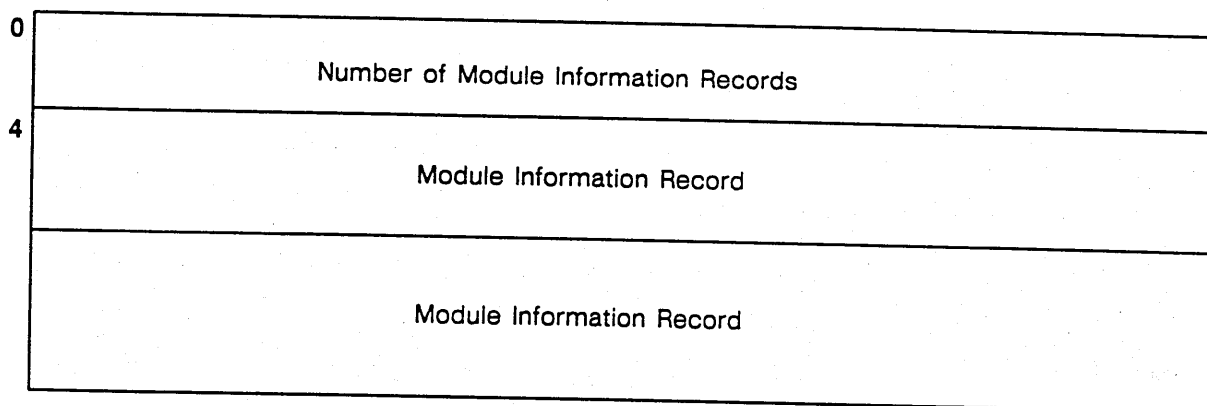 0
Number of Module Information Records
4
Module Information Record
Module Information Record